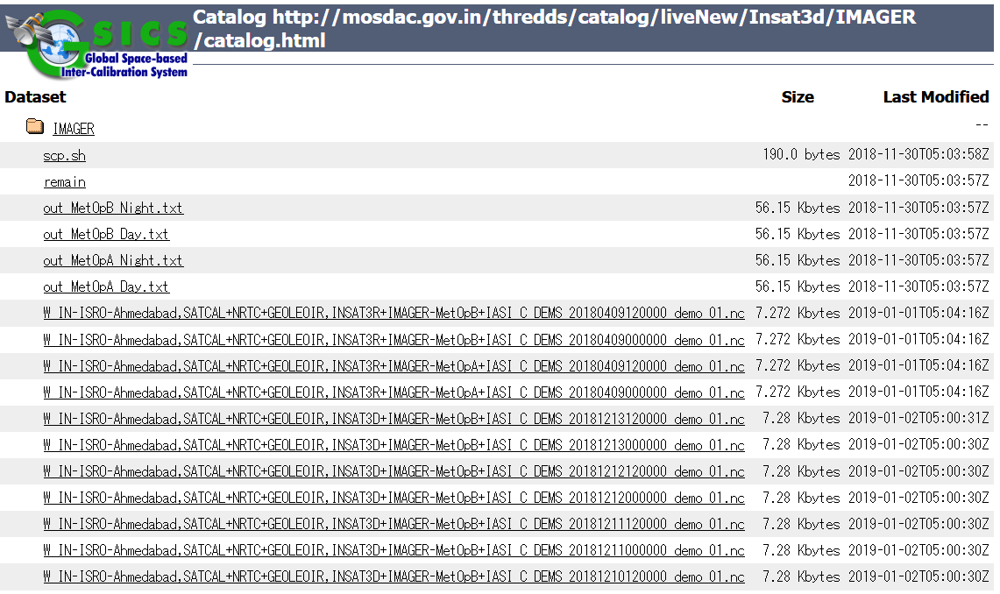 GSICS
Global Space-based
Inter-Calibration System
Catalog http://mosdac.gov.in/thredds/catalog/liveNew/Insat3d/IMAGER
/catalog.html
Dataset Size Last Modified
IMAGER --
scp.sh 190.0 bytes 2018-11-30T05:03:58Z
remain 2018-11-30T05:03:57Z
out_MetOpB_Night.txt 56.15 Kbytes 2018-11-30T05:03:57Z
out_MetOpB_Day.txt 56.15 Kbytes 2018-11-30T05:03:57Z
out_MetOpA_Night.txt 56.15 Kbytes 2018-11-30T05:03:57Z
out_MetOpA_Day.txt 56.15 Kbytes 2018-11-30T05:03:57Z
W_IN-ISRO-Ahmedabad,SATCAL+NRTC+GEOLEOIR,INSAT3R+IMAGER-MetOpB+IASI_C_DEMS_20180409120000_demo_01.nc 7.272 Kbytes 2019-01-01T05:04:16Z
W_IN-ISRO-Ahmedabad,SATCAL+NRTC+GEOLEOIR,INSAT3R+IMAGER-MetOpB+IASI_C_DEMS_20180409000000_demo_01.nc 7.272 Kbytes 2019-01-01T05:04:16Z
W_IN-ISRO-Ahmedabad,SATCAL+NRTC+GEOLEOIR,INSAT3R+IMAGER-MetOpA+IASI_C_DEMS_20180409120000_demo_01.nc 7.272 Kbytes 2019-01-01T05:04:16Z
W_IN-ISRO-Ahmedabad,SATCAL+NRTC+GEOLEOIR,INSAT3R+IMAGER-MetOpA+IASI_C_DEMS_20180409000000_demo_01.nc 7.272 Kbytes 2019-01-01T05:04:16Z
W_IN-ISRO-Ahmedabad,SATCAL+NRTC+GEOLEOIR,INSAT3D+IMAGER-MetOpB+IASI_C_DEMS_20181213120000_demo_01.nc 7.28 Kbytes 2019-01-02T05:00:31Z
W_IN-ISRO-Ahmedabad,SATCAL+NRTC+GEOLEOIR,INSAT3D+IMAGER-MetOpB+IASI_C_DEMS_20181213000000_demo_01.nc 7.28 Kbytes 2019-01-02T05:00:30Z
W_IN-ISRO-Ahmedabad,SATCAL+NRTC+GEOLEOIR,INSAT3D+IMAGER-MetOpB+IASI_C_DEMS_20181212120000_demo_01.nc 7.28 Kbytes 2019-01-02T05:00:30Z
W_IN-ISRO-Ahmedabad,SATCAL+NRTC+GEOLEOIR,INSAT3D+IMAGER-MetOpB+IASI_C_DEMS_20181212000000_demo_01.nc 7.28 Kbytes 2019-01-02T05:00:30Z
W_IN-ISRO-Ahmedabad,SATCAL+NRTC+GEOLEOIR,INSAT3D+IMAGER-MetOpB+IASI_C_DEMS_20181211120000_demo_01.nc 7.28 Kbytes 2019-01-02T05:00:30Z
W_IN-ISRO-Ahmedabad,SATCAL+NRTC+GEOLEOIR,INSAT3D+IMAGER-MetOpB+IASI_C_DEMS_20181211000000_demo_01.nc 7.28 Kbytes 2019-01-02T05:00:30Z
W_IN-ISRO-Ahmedabad,SATCAL+NRTC+GEOLEOIR,INSAT3D+IMAGER-MetOpB+IASI_C_DEMS_20181210120000_demo_01.nc 7.28 Kbytes 2019-01-02T05:00:30Z